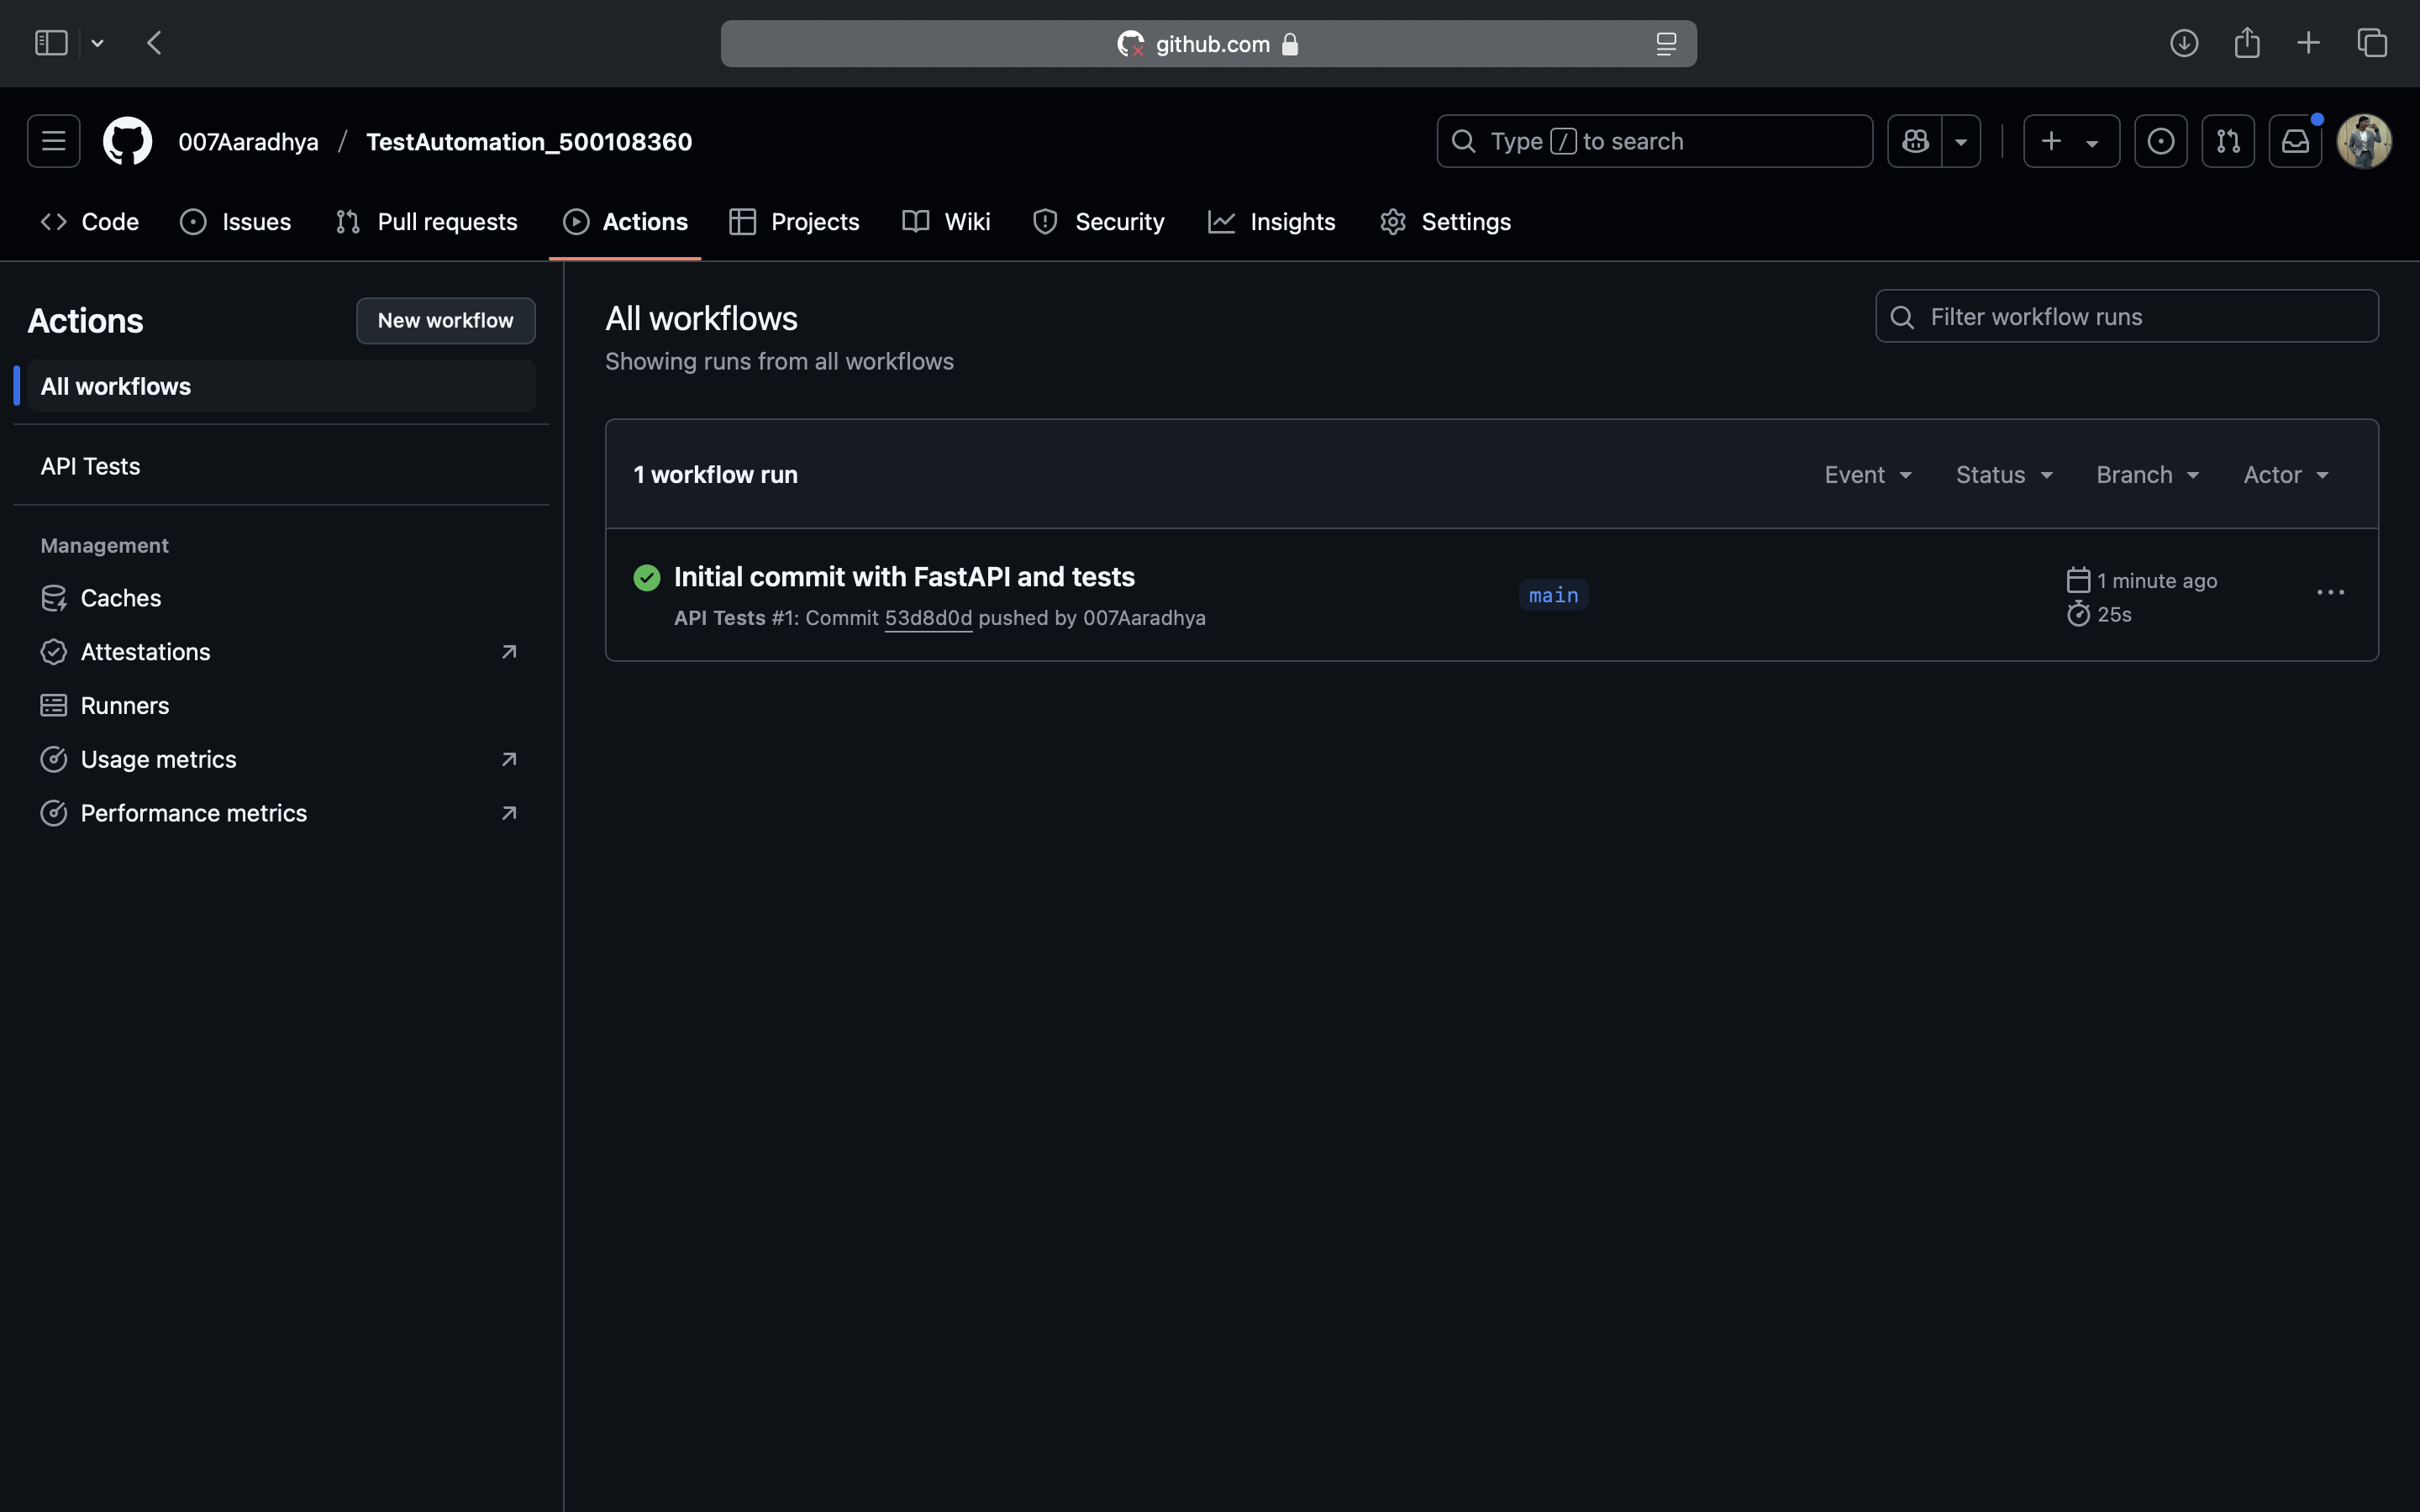 github.com
007Aaradhya / TestAutomation_500108360
Type / to search
Code
Issues
Pull requests
Actions
Projects
Wiki
Security
Insights
Settings
Actions
New workflow
All workflows
API Tests
Management
Caches
Attestations
Runners
Usage metrics
Performance metrics
All workflows
Showing runs from all workflows
Filter workflow runs
1 workflow run
Event
Status
Branch
Actor
Initial commit with FastAPI and tests
API Tests #1: Commit 53d8d0d pushed by 007Aaradhya
main
1 minute ago
25s